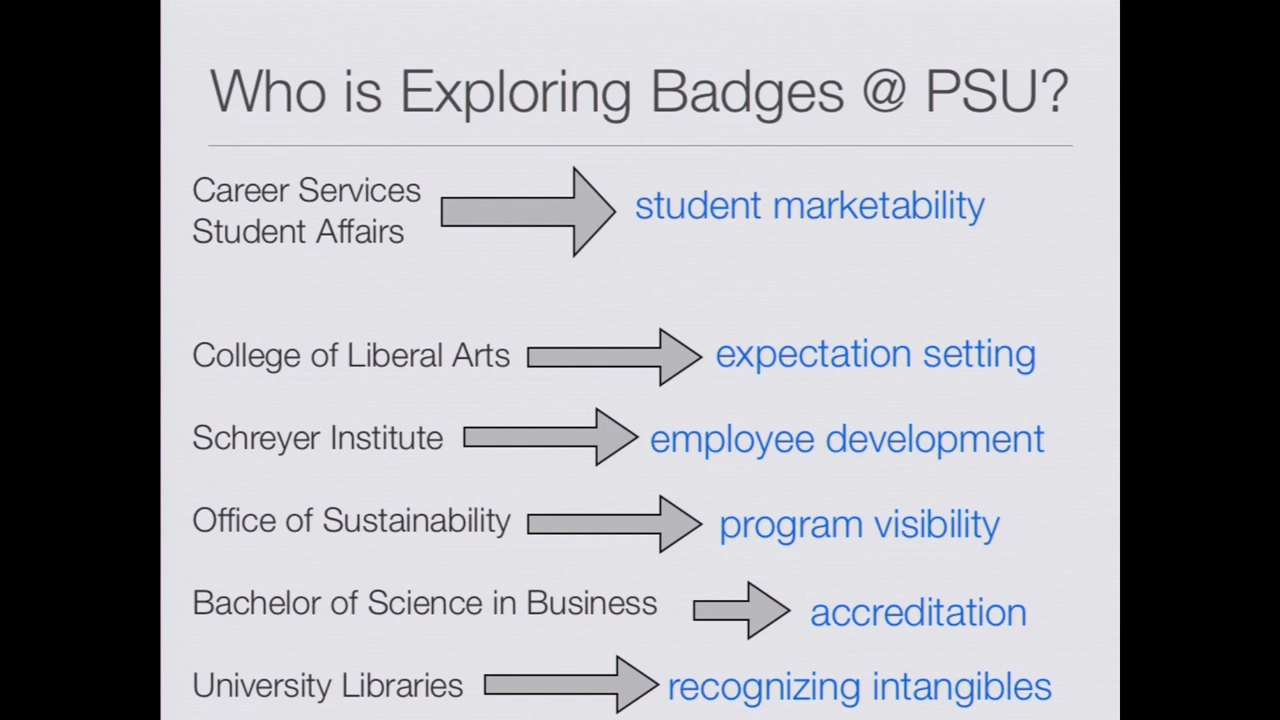 Who is Exploring Badges @ PSU?
Career Services
Student Affairs
student marketability
College of Liberal Arts
expectation setting
Schreyer Institute
employee development
Office of Sustainability
program visibility
Bachelor of Science in Business
accreditation
University Libraries
recognizing intangibles